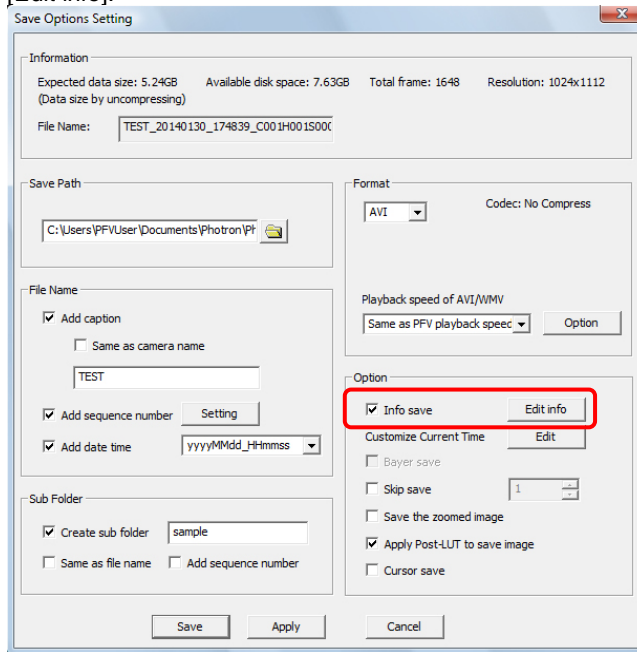 [Edit info].
Save Options Setting
Information
Expected data size: 5.24GB Available disk space: 7.63GB Total frame: 1648 Resolution: 1024x1112
(Data size by uncompressing)
File Name: TEST_20140130_174839_C001H001S000
Save Path
C:\Users\PFVUser\Documents\Photron\Ph
Format
AVI Codec: No Compress
Playback speed of AVI/WMV
Same as PFV playback speed Option
File Name
Add caption
Same as camera name
TEST
Add sequence number Setting
Add date time yyyyMMdd_HHmmss
Sub Folder
Create sub folder sample
Same as file name Add sequence number
Option
Info save Edit info
Customize Current Time Edit
Bayer save
Skip save 1
Save the zoomed image
Apply Post-LUT to save image
Cursor save
Save Apply Cancel